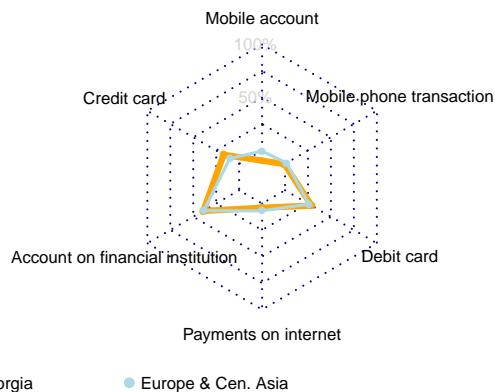 Mobile account
100%
Credit card
50%
Mobile phone transaction
Account on financial institution
Debit card
Payments on internet
orgia
Europe & Cen. Asia